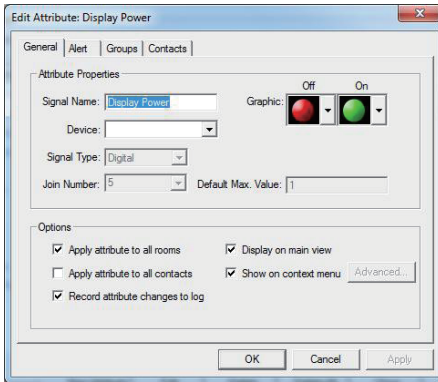 Edit Attribute: Display Power
General Alert Groups Contacts
Attribute Properties
Off On
Signal Name: Display Power Graphic:
Device:
Signal Type: Digital
Join Number: 5 Default Max. Value: 1
Options
Apply attribute to all rooms Display on main view
Apply attribute to all contacts Show on context menu Advanced...
Record attribute changes to log
OK Cancel Apply